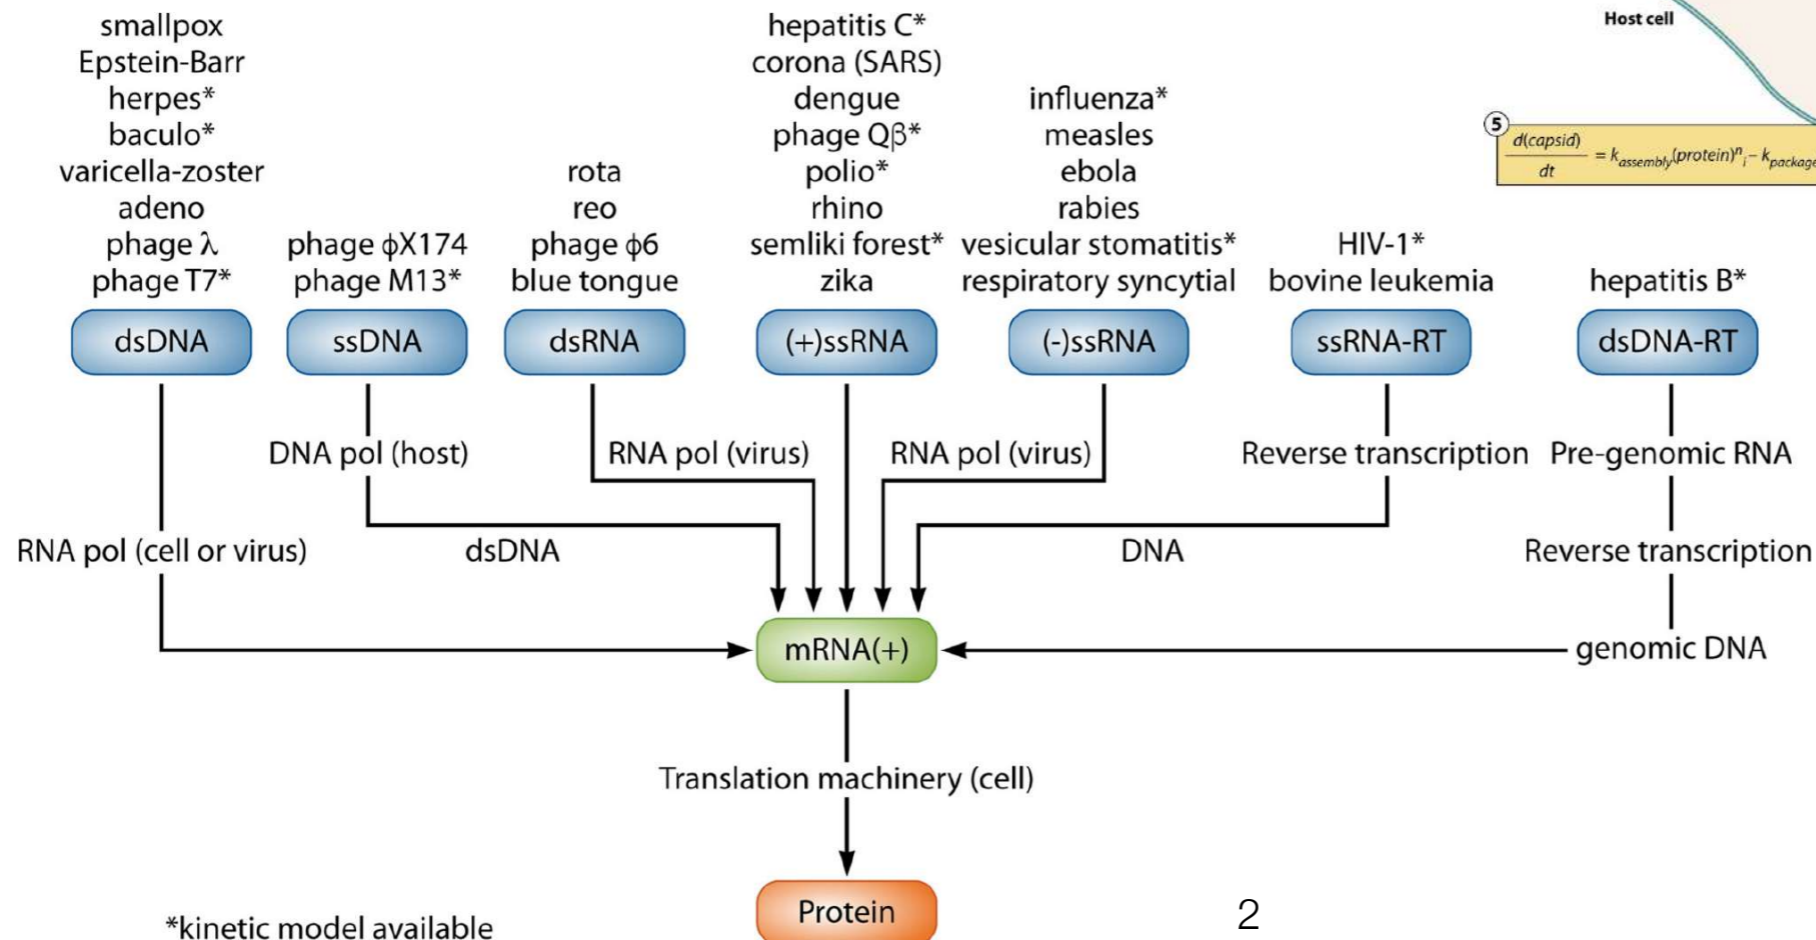 smallpox
Epstein-Barr
herpes*
baculo*
varicella-zoster
adeno
phage λ
phage T7*
dsDNA
phage ϕX174
phage M13*
ssDNA
rota
reo
phage ϕ6
blue tongue
dsRNA
hepatitis C*
corona (SARS)
dengue
phage Qβ*
polio*
rhino
semliki forest*
zika
(+)ssRNA
influenza*
measles
ebola
rabies
vesicular stomatitis*
respiratory syncytial
(-)ssRNA
HIV-1*
bovine leukemia
ssRNA-RT
hepatitis B*
dsDNA-RT
Host cell
5
d(capsid)
dt
= k_assembly(protein)^n_i – k_package
DNA pol (host)
RNA pol (virus)
RNA pol (virus)
Reverse transcription
Pre-genomic RNA
RNA pol (cell or virus)
dsDNA
DNA
Reverse transcription
mRNA(+)
genomic DNA
Translation machinery (cell)
Protein
*kinetic model available
2